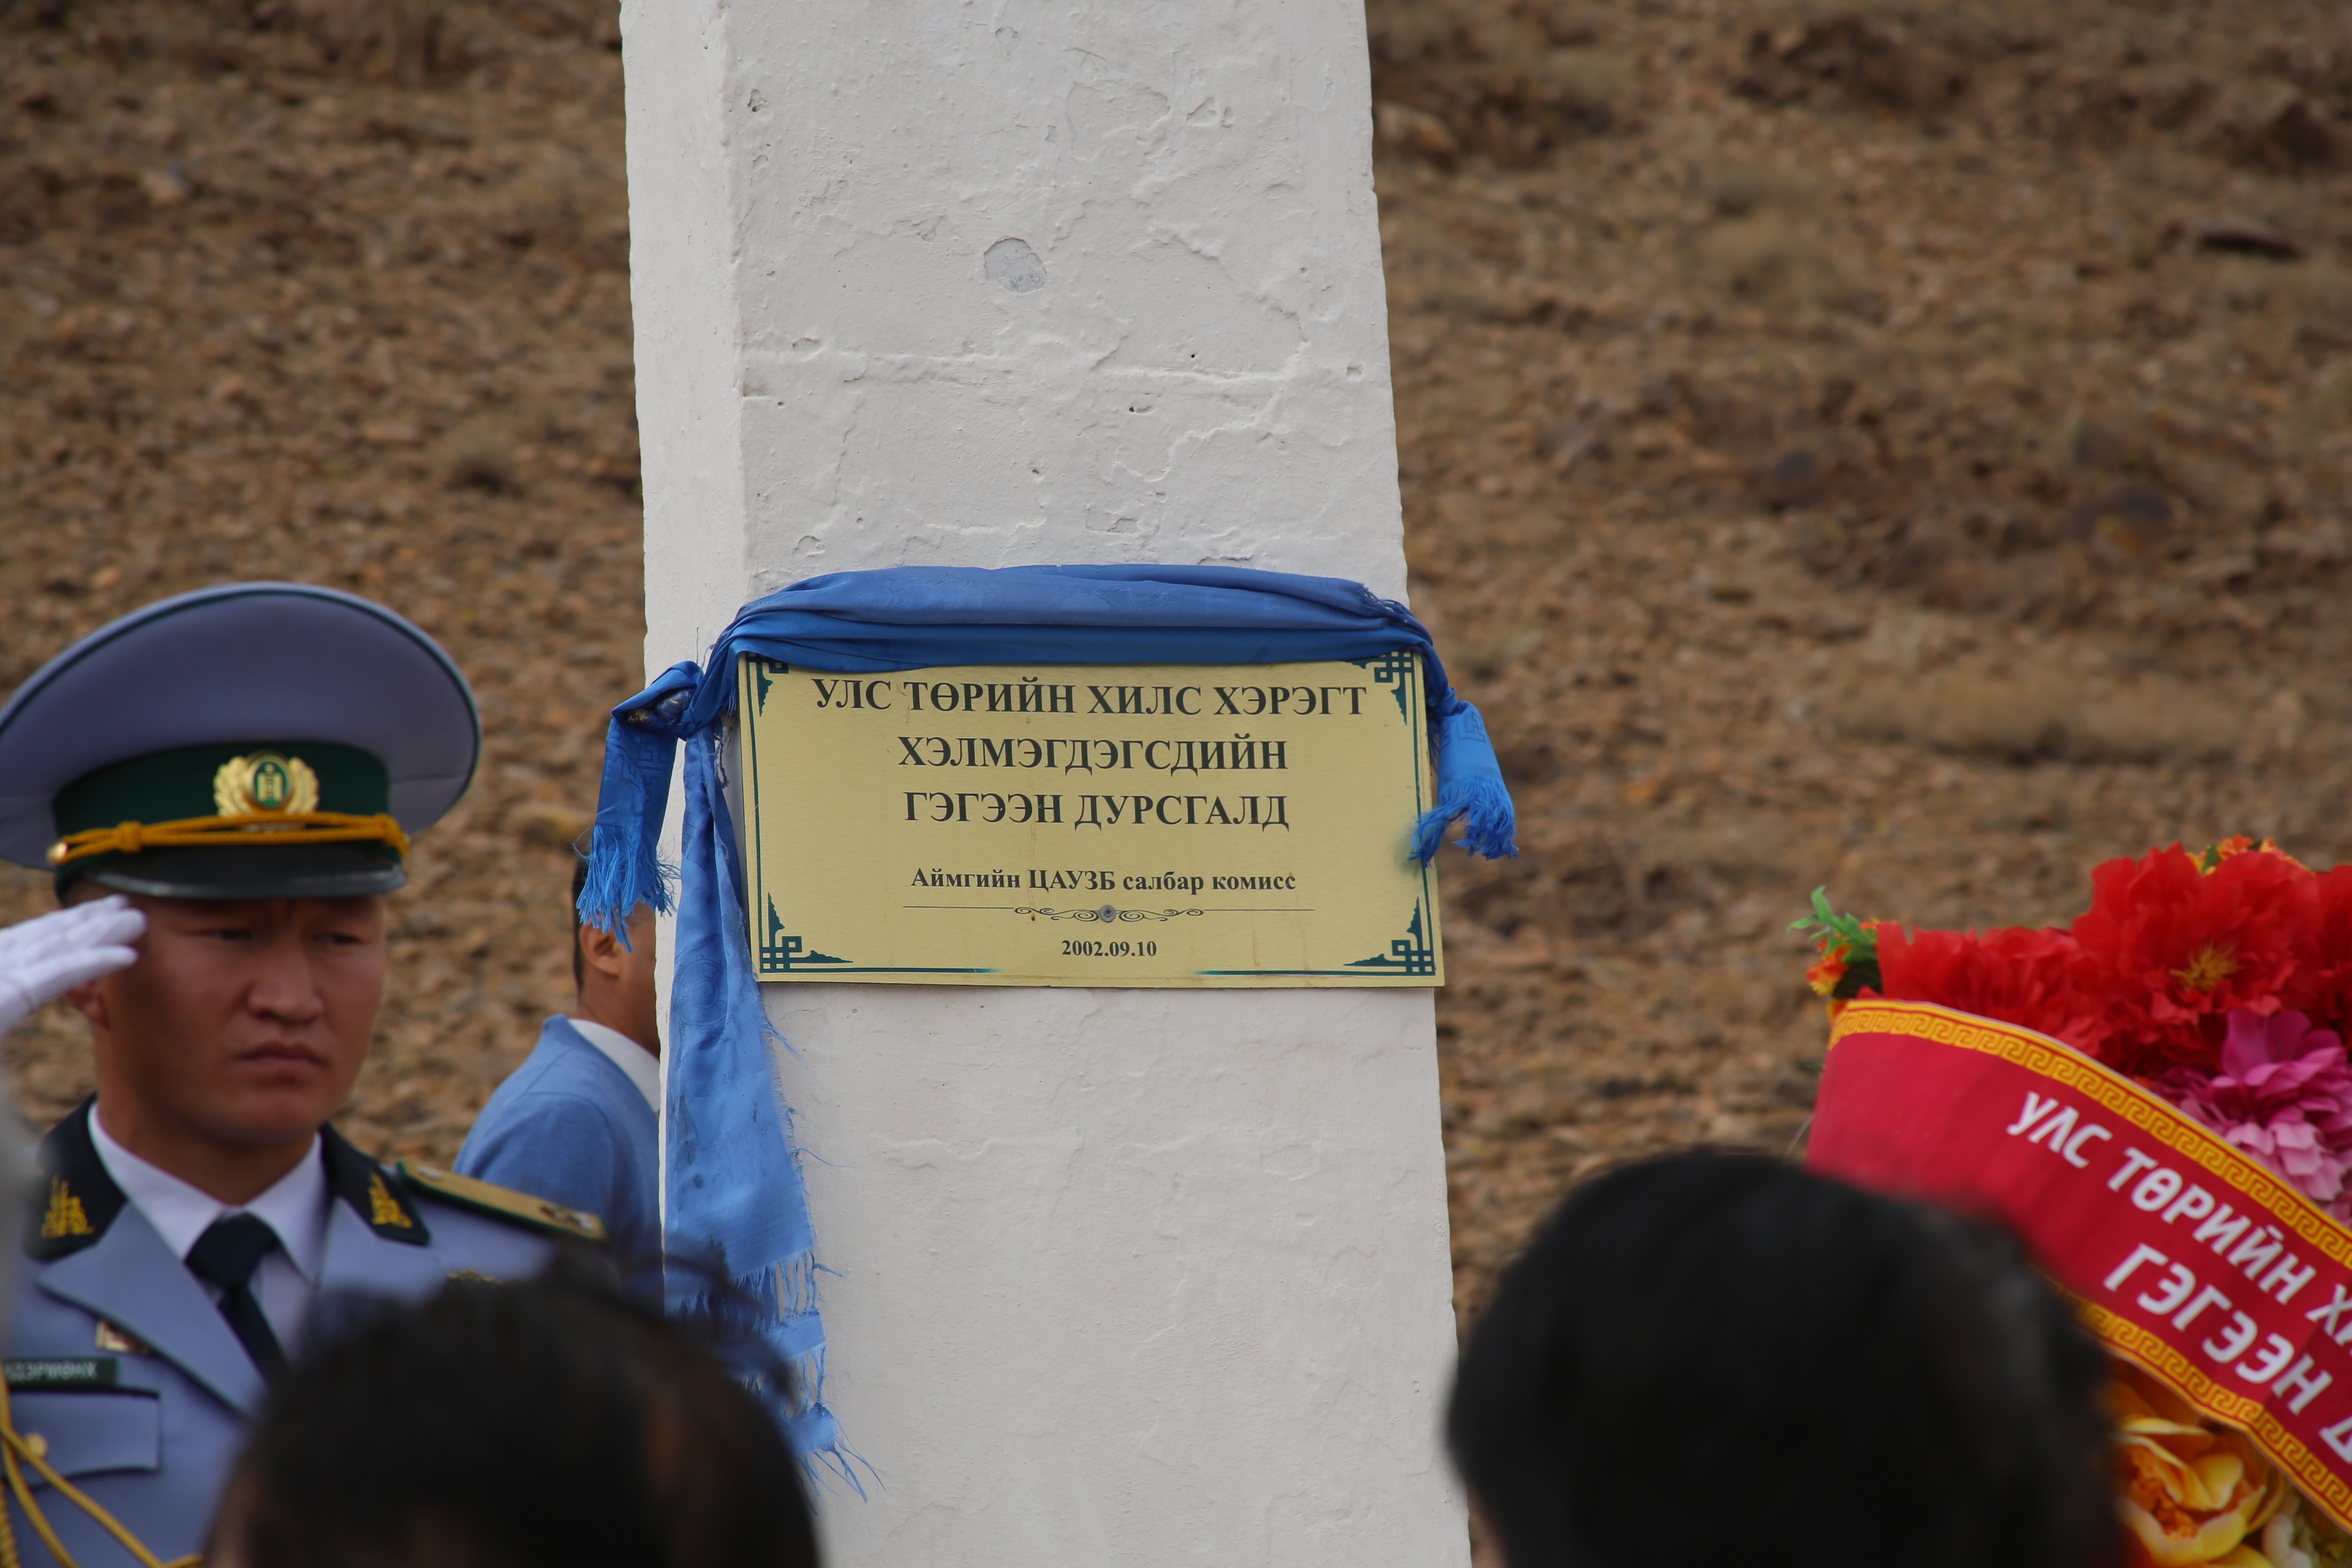 УЛС ТӨРИЙН ХИЛС ХЭРЭГТ
ХЭЛМЭГДЭГСДИЙН
ГЭГЭЭН ДУРСГАЛД
Аймгийн ЦАУЗБ салбар комисс
2002.09.10
УЛС ТӨРИЙН
ГЭГЭЭН